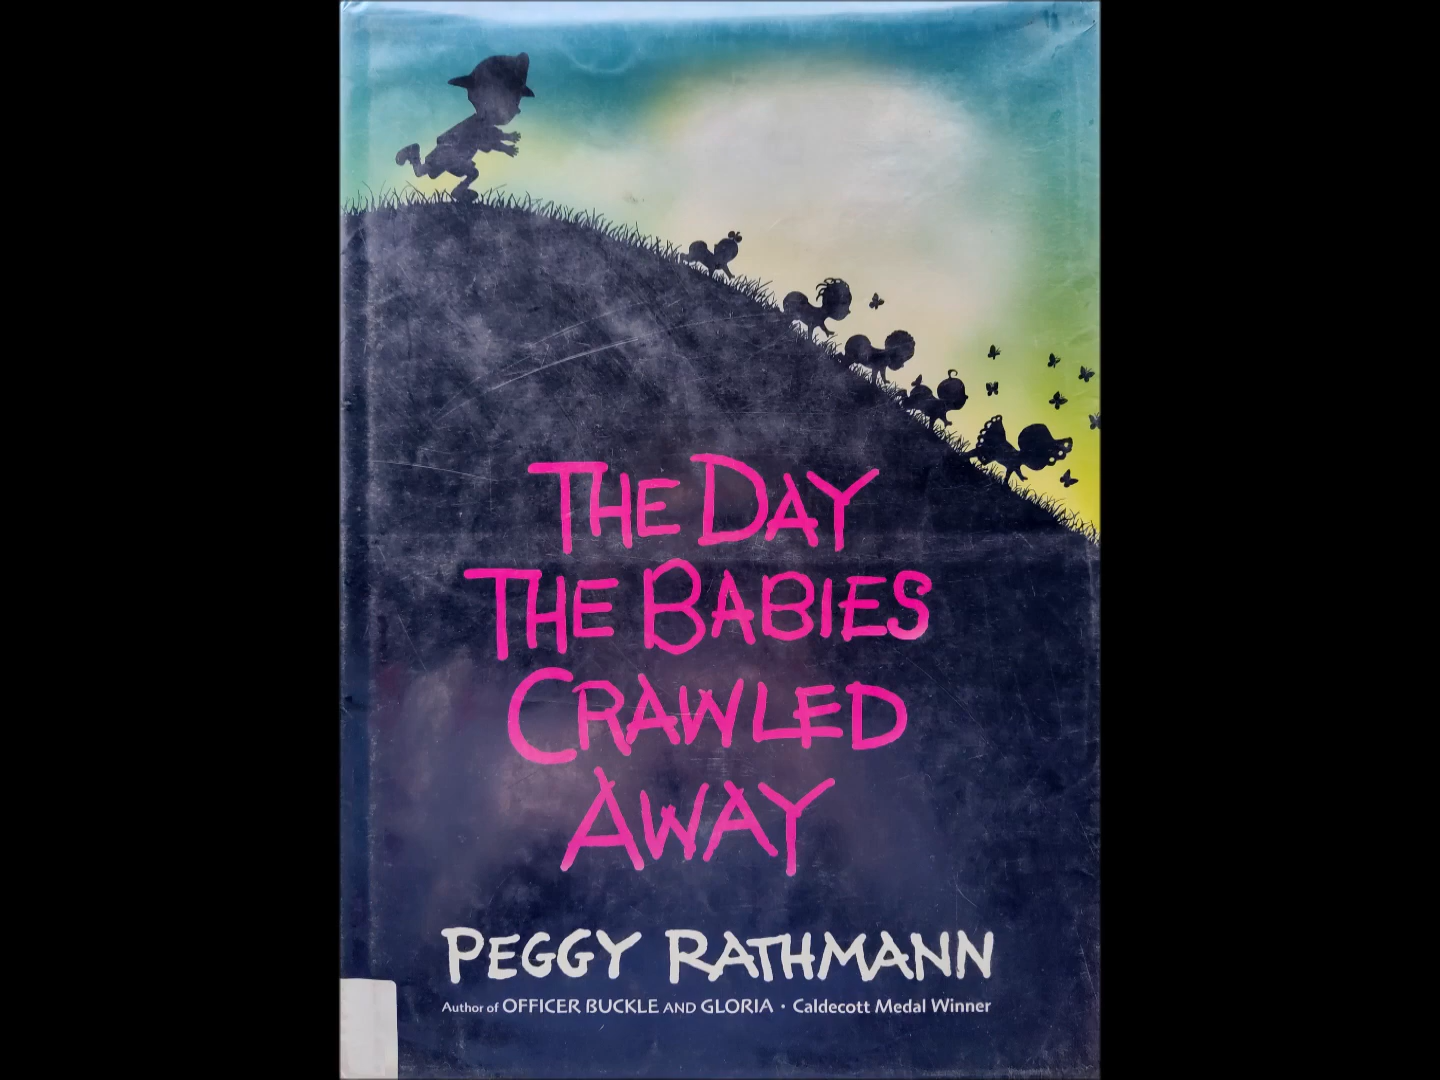 THE DAY
THE BABIES
CRAWLED
AWAY
PEGGY RATHMANN
Author of OFFICER BUCKLE AND GLORIA • Caldecott Medal Winner